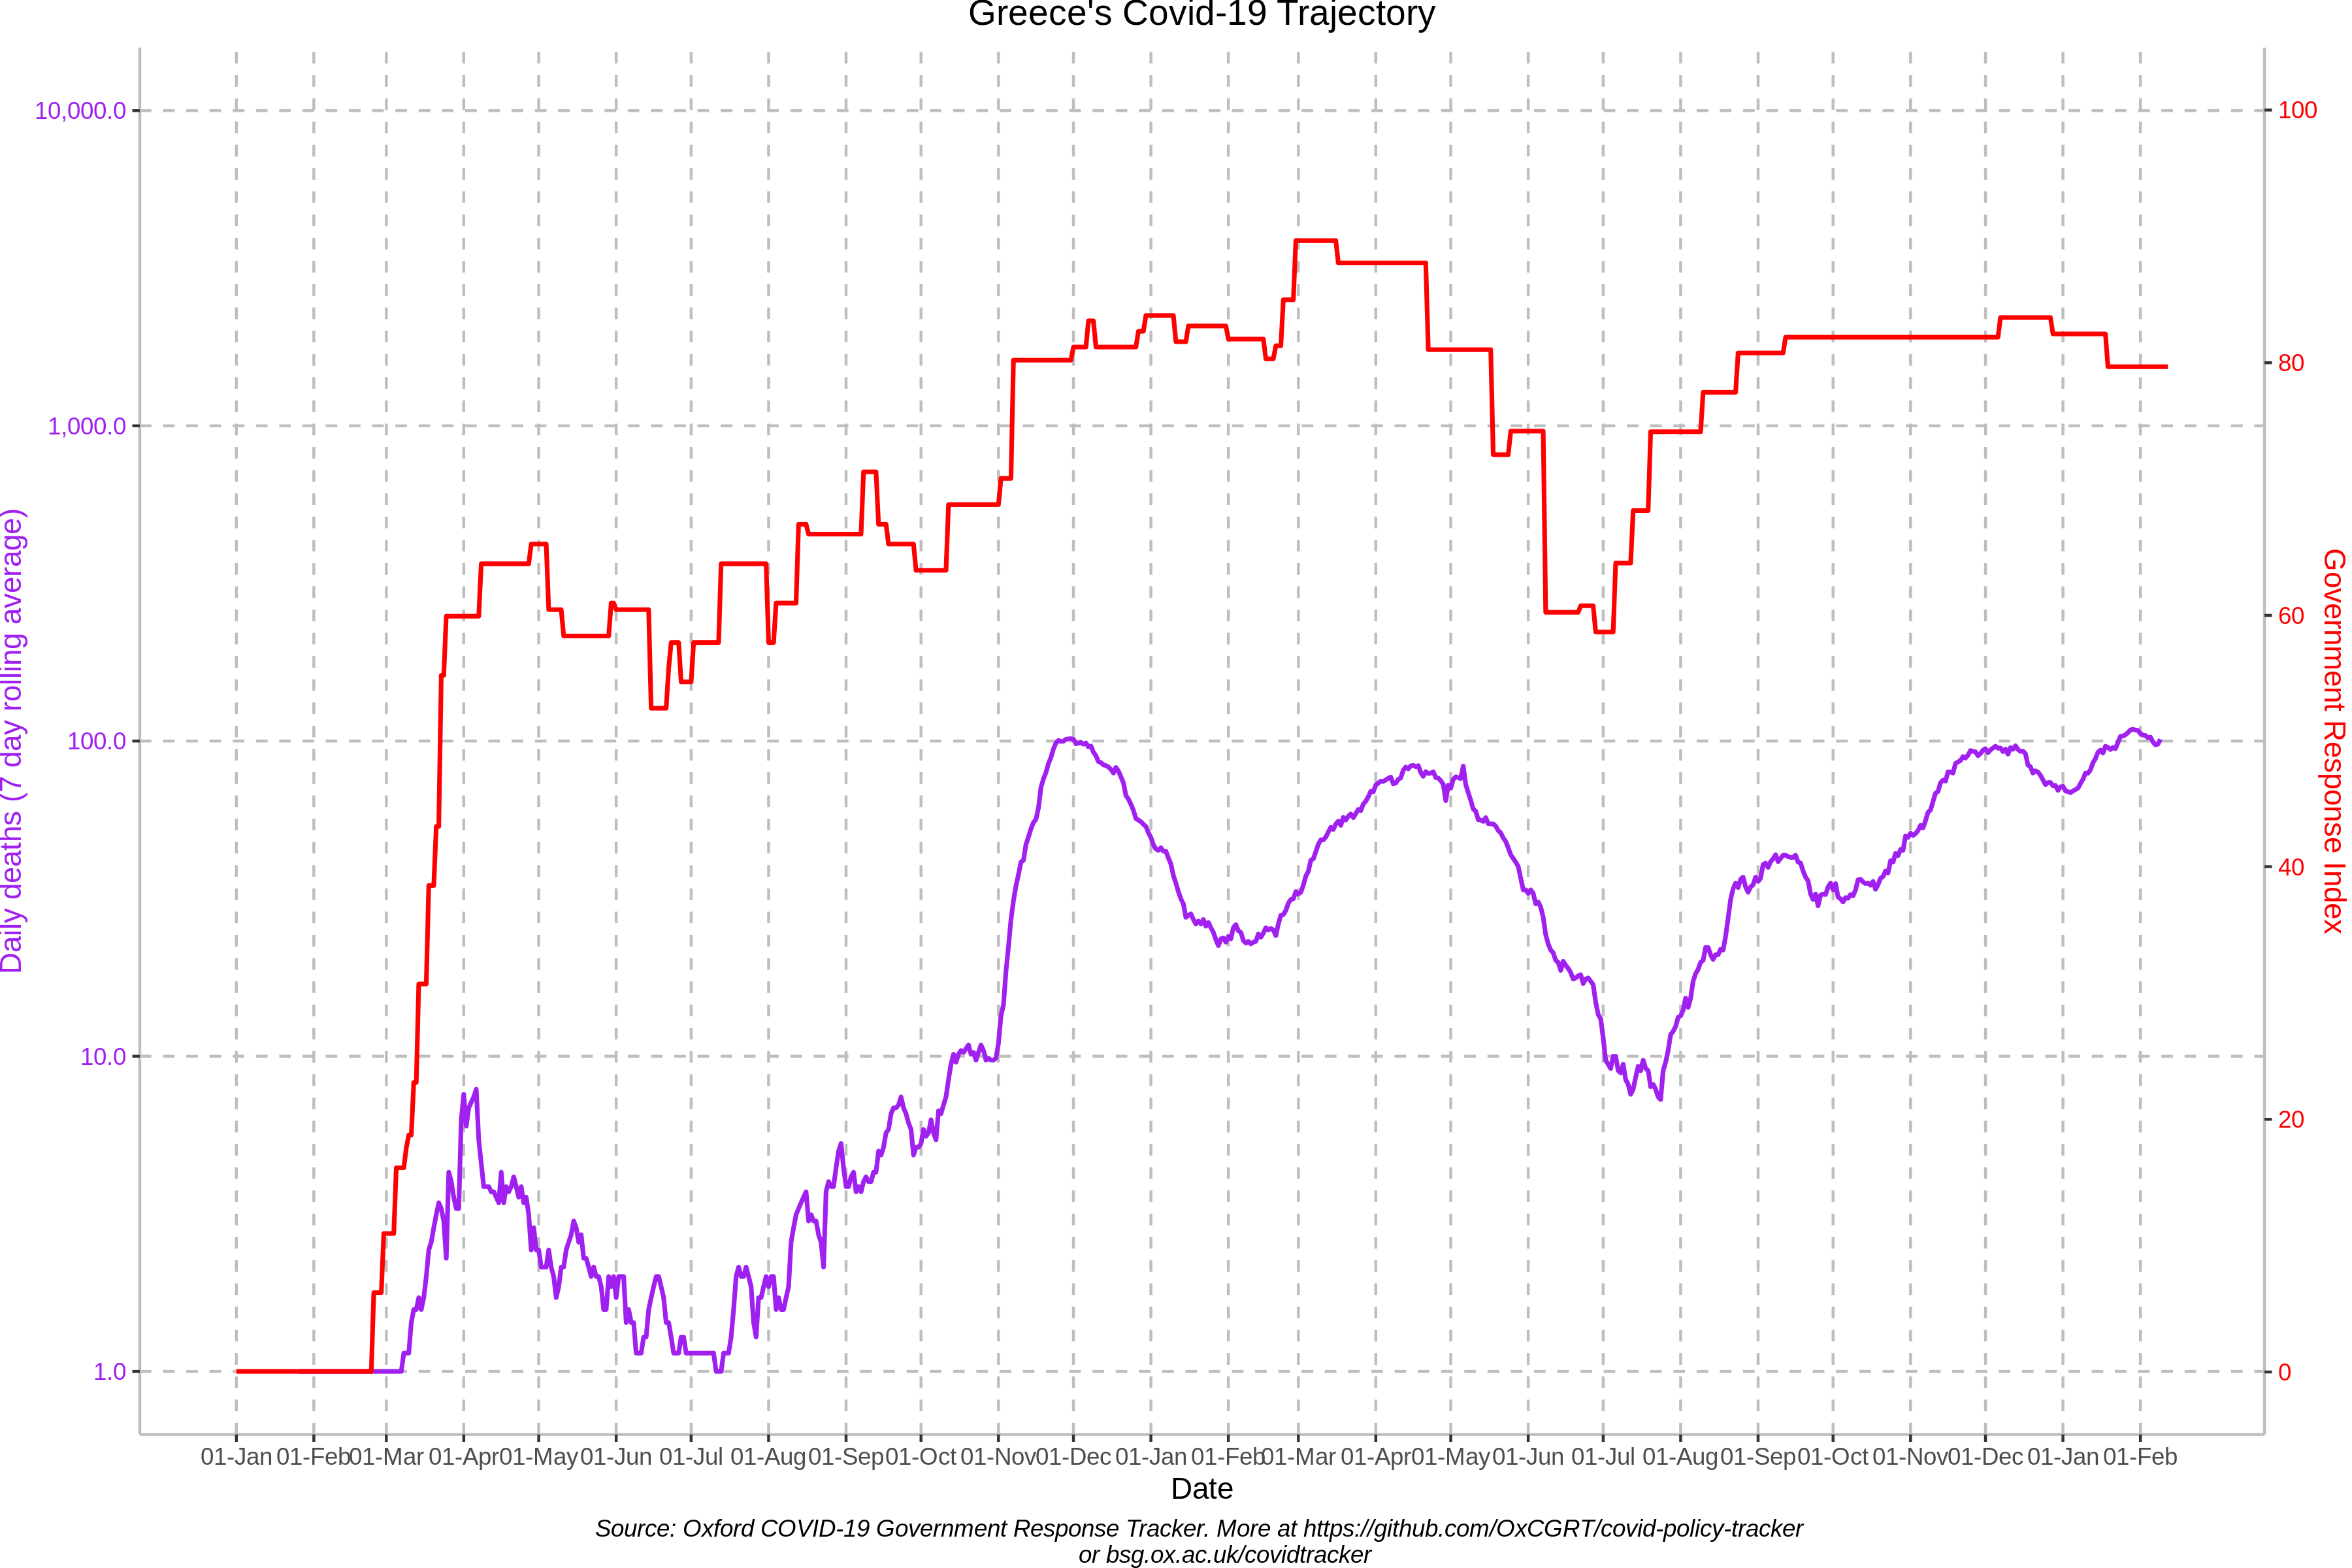 Greece's Covid-19 Trajectory
10,000.0
1,000.0
100.0
10.0
1.0
Daily deaths (7 day rolling average)
100
80
60
40
20
0
Government Response Index
01-Jan 01-Feb 01-Mar 01-Apr 01-May 01-Jun 01-Jul 01-Aug 01-Sep 01-Oct 01-Nov 01-Dec 01-Jan 01-Feb 01-Mar 01-Apr 01-May 01-Jun 01-Jul 01-Aug 01-Sep 01-Oct 01-Nov 01-Dec 01-Jan 01-Feb
Date
Source: Oxford COVID-19 Government Response Tracker. More at https://github.com/OxCGRT/covid-policy-tracker
or bsg.ox.ac.uk/covidtracker